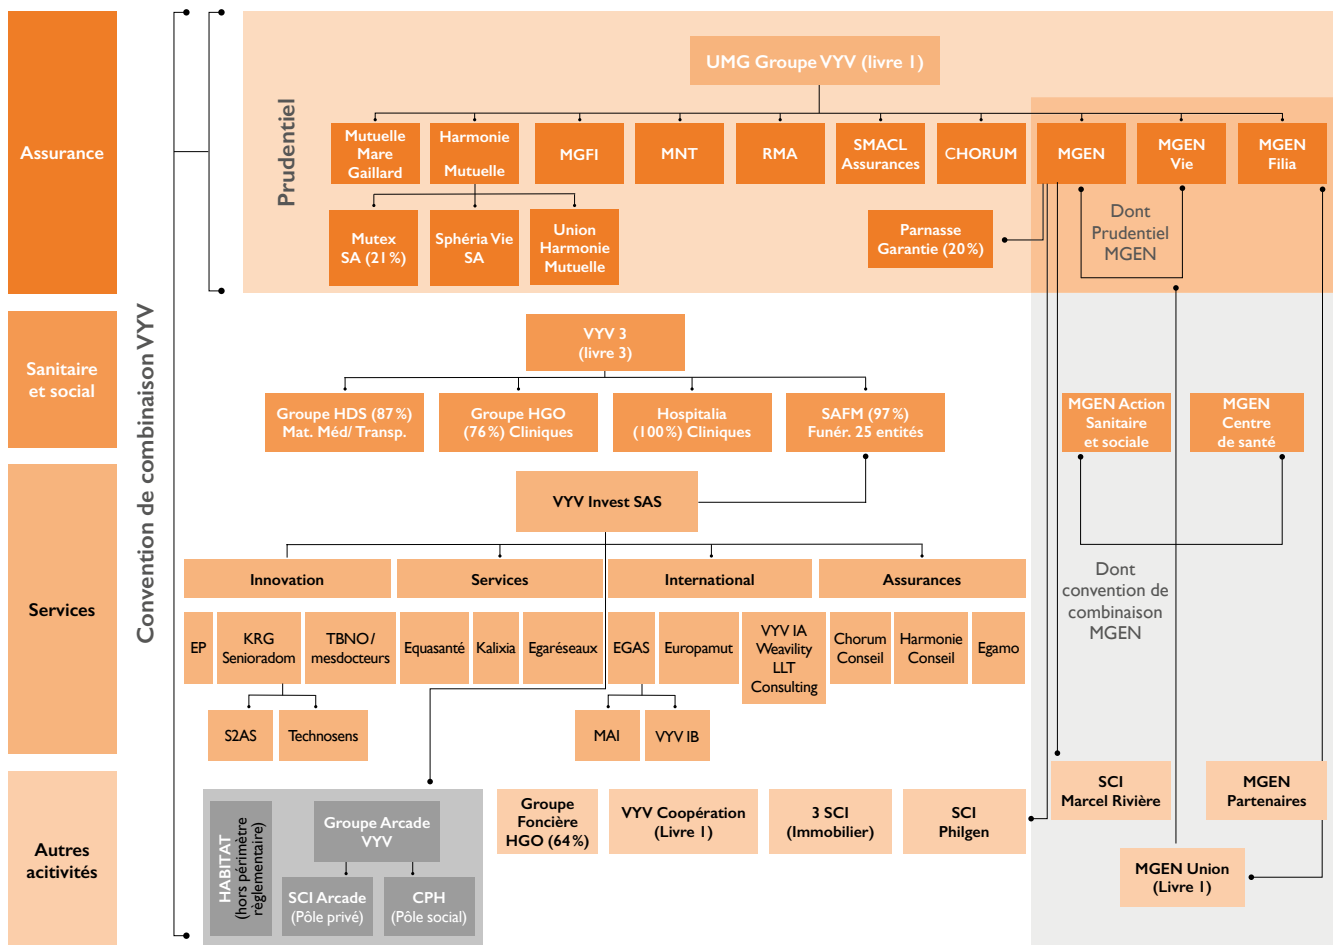 Convention de combinaison VYV
Assurance
Prudentiel
UMG Groupe VYV (livre 1)
Mutuelle
Mare
Gaillard
Harmonie
Mutuelle
MGFI
MNT
RMA
SMACL
Assurances
CHORUM
MGEN
MGEN
Vie
MGEN
Filia
Mutex
SA (21%)
Sphéria Vie
SA
Union
Harmonie
Mutuelle
Parnasse
Garantie (20%)
Dont
Prudentiel
MGEN
Sanitaire
et social
VYV 3
(livre 3)
Groupe HDS (87%)
Mat. Méd/ Transp.
Groupe HGO
(76%) Cliniques
Hospitalia
(100%) Cliniques
SAFM (97%)
Funér. 25 entités
MGEN Action
Sanitaire
et sociale
MGEN
Centre
de santé
Services
VYV Invest SAS
Innovation
Services
International
Assurances
Dont
convention de
combinaison
MGEN
EP
KRG
Senioradom
TBNO /
mesdocteurs
Equasanté
Kalixia
Egaréseaux
EGAS
Europamut
VYV IA
Weavility
LLT
Consulting
Chorum
Conseil
Harmonie
Conseil
Egamo
S2AS
Technosens
MAI
VYV IB
Autres
acitivités
HABITAT
(hors périmètre
règlementaire)
Groupe Arcade
VYV
SCI Arcade
(Pôle privé)
CPH
(Pôle social)
Groupe
Foncière
HGO (64%)
VYV Coopération
(Livre 1)
3 SCI
(Immobilier)
SCI
Philgen
SCI
Marcel Rivière
MGEN
Partenaires
MGEN Union
(Livre 1)